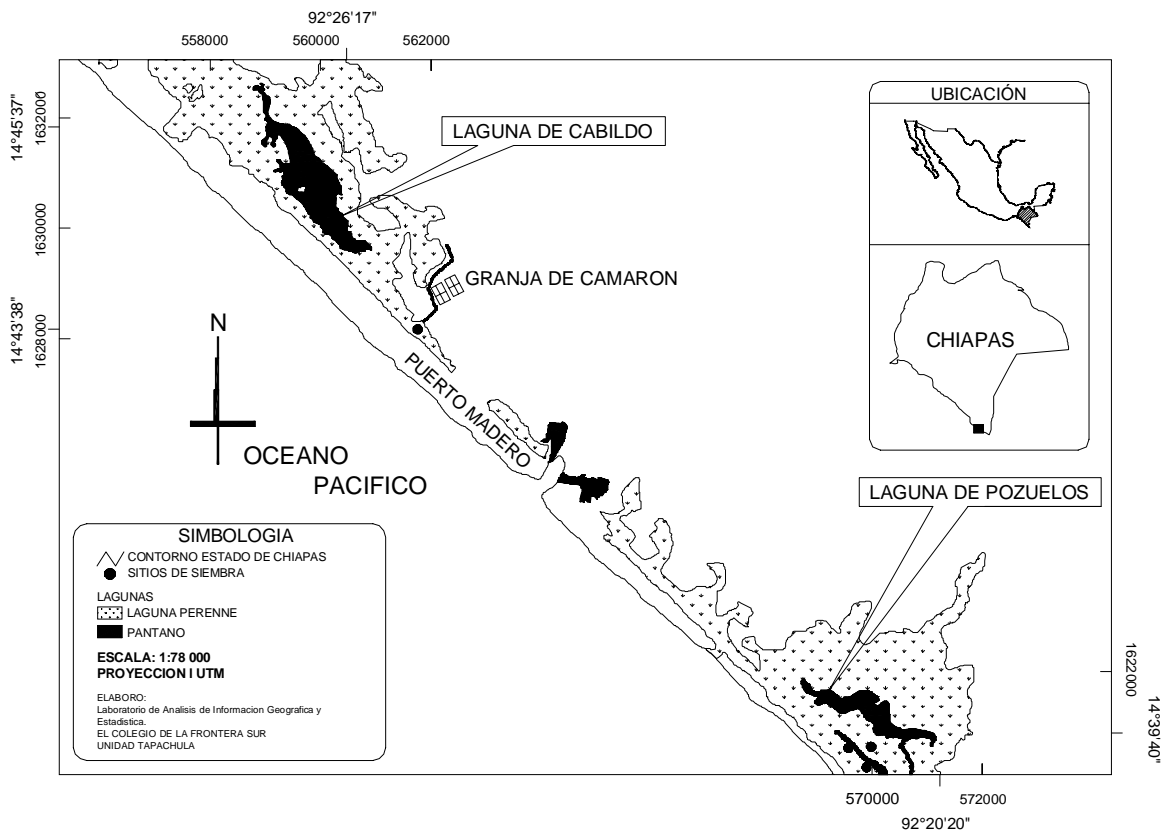 92°26'17"
558000
560000
562000
14°45'37"
1632000
1630000
14°43'38"
1628000
LAGUNA DE CABILDO
GRANJA DE CAMARON
N
PUERTO MADERO
OCEANO
PACIFICO
UBICACIÓN
CHIAPAS
LAGUNA DE POZUELOS
SIMBOLOGIA
CONTORNO ESTADO DE CHIAPAS
SITIOS DE SIEMBRA
LAGUNAS
LAGUNA PERENNE
PANTANO
ESCALA: 1:78 000
PROYECCION I UTM
ELABORO:
Laboratorio de Analisis de Informacion Geografica y
Estadistica.
EL COLEGIO DE LA FRONTERA SUR
UNIDAD TAPACHULA
1622000
14°39'40"
570000
572000
92°20'20"